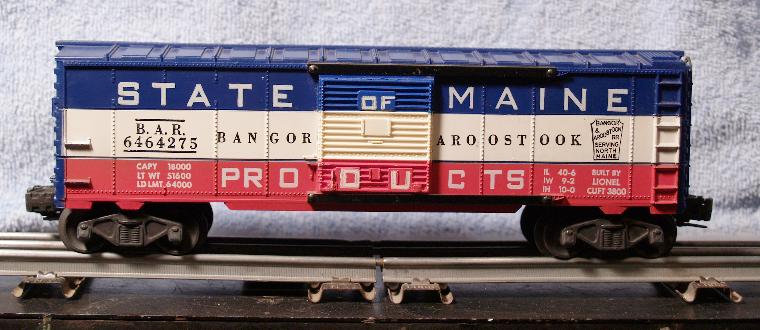 STATE OF MAINE
B. A. R.
6464275
BANGOR AROOSTOOK
BANGOR
& AROOSTOOK
RR
SERVING
NORTH
MAINE
PRODUCTS
CAPY 18000
LT WT 51600
LD LMT. 64000
IL 40-6
IW 9-2
IH 10-0
BUILT BY
LIONEL
CUFT 3800